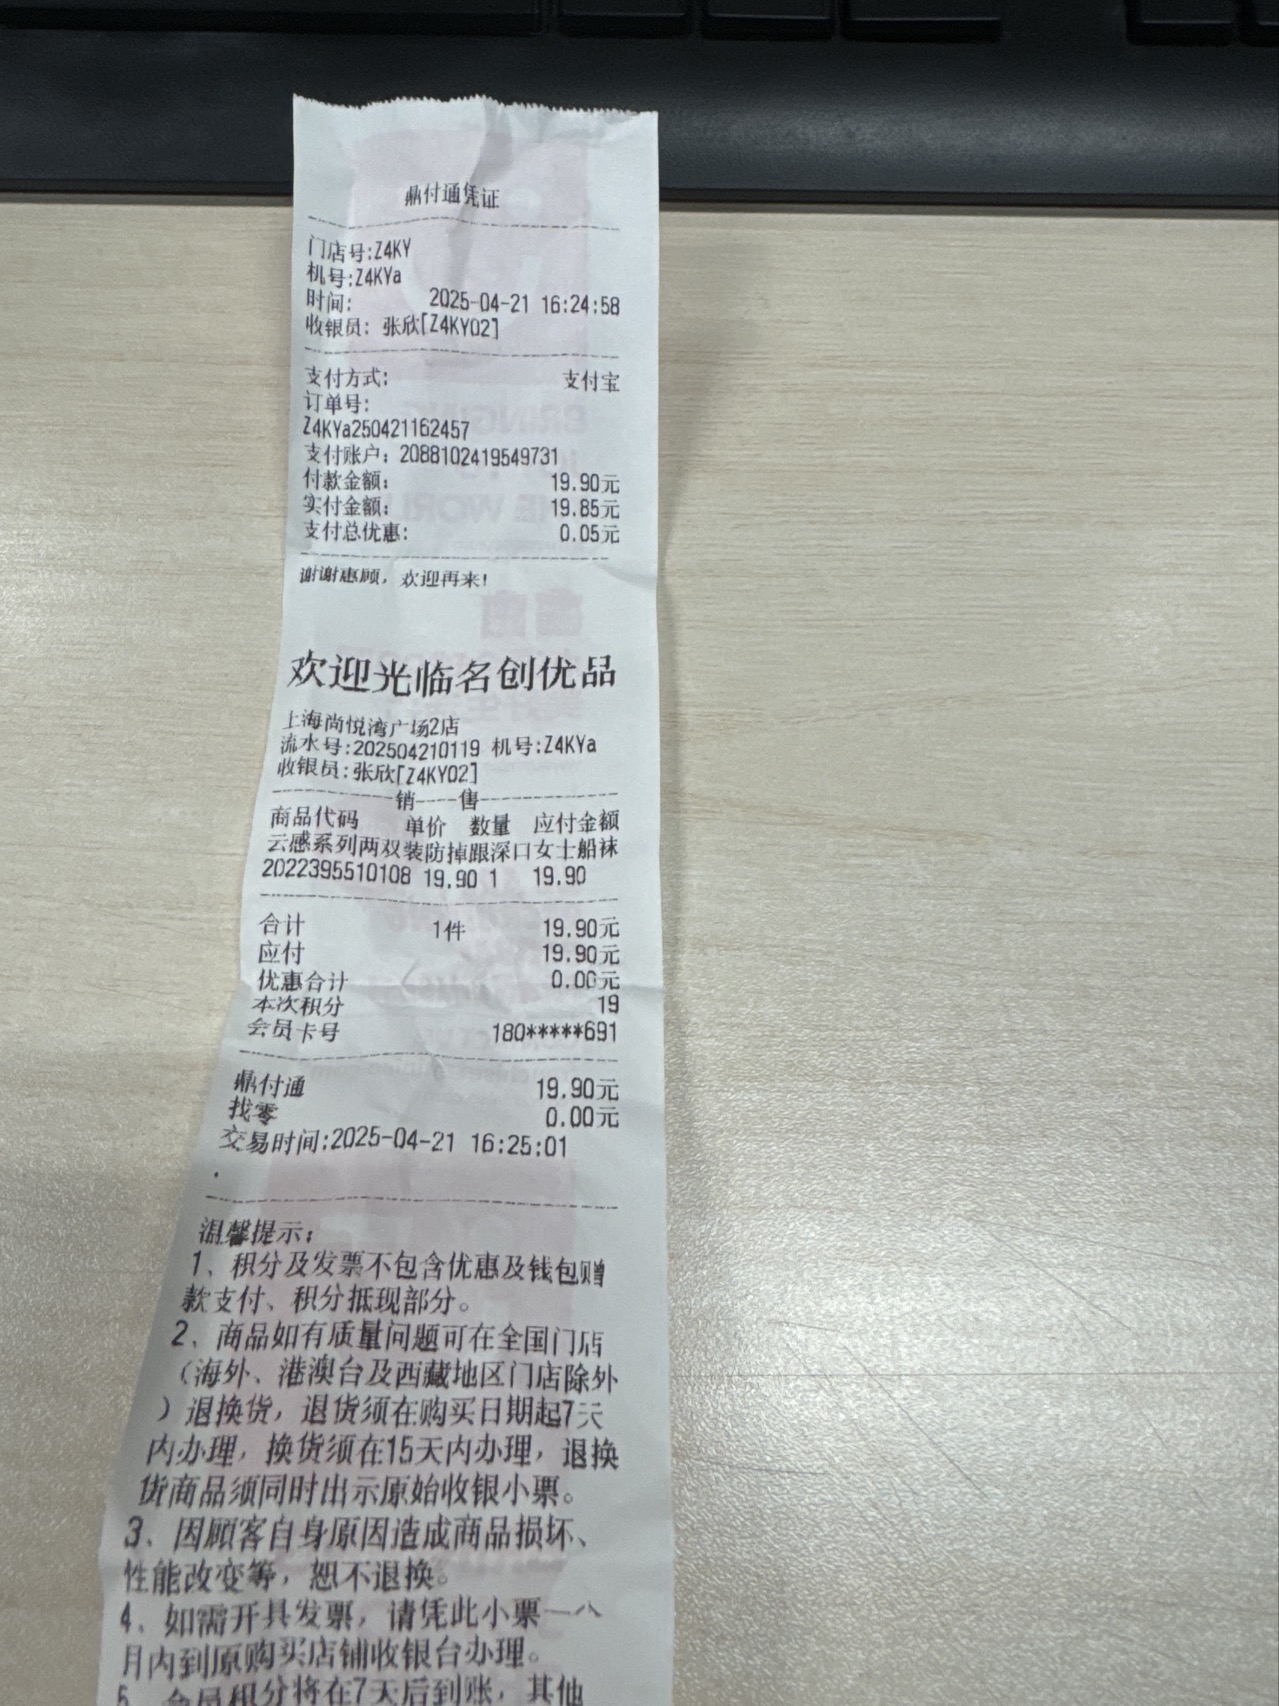 鼎付通凭证
门店号:Z4KY
机号:Z4KYa
时间: 2025-04-21 16:24:58
收银员: 张欣[Z4KY02]
支付方式: 支付宝
订单号:
Z4KYa250421162457
支付账户: 2088102419549731
付款金额: 19.90元
实付金额: 19.85元
支付总优惠: 0.05元
谢谢惠顾, 欢迎再来!
欢迎光临名创优品
上海尚悦湾广场2店
流水号:202504210119 机号:Z4KYa
收银员:张欣[Z4KY02]
销----售
商品代码 单价 数量 应付金额
云感系列两双装防掉跟深口女士船袜
2022395510108 19.90 1 19.90
合计 1件 19.90元
应付 19.90元
优惠合计 0.00元
本次积分 19
会员卡号 180*****691
鼎付通 19.90元
找零 0.00元
交易时间:2025-04-21 16:25:01
.
温馨提示:
1、积分及发票不包含优惠及钱包赠
款支付、积分抵现部分。
2、商品如有质量问题可在全国门店
(海外、港澳台及西藏地区门店除外
)退换货, 退货须在购买日期起7天
内办理, 换货须在15天内办理, 退换
货商品须同时出示原始收银小票。
3、因顾客自身原因造成商品损坏、
性能改变等, 恕不退换。
4、如需开具发票, 请凭此小票一个
月内到原购买店铺收银台办理。
5、会员积分将在7天后到账, 其他